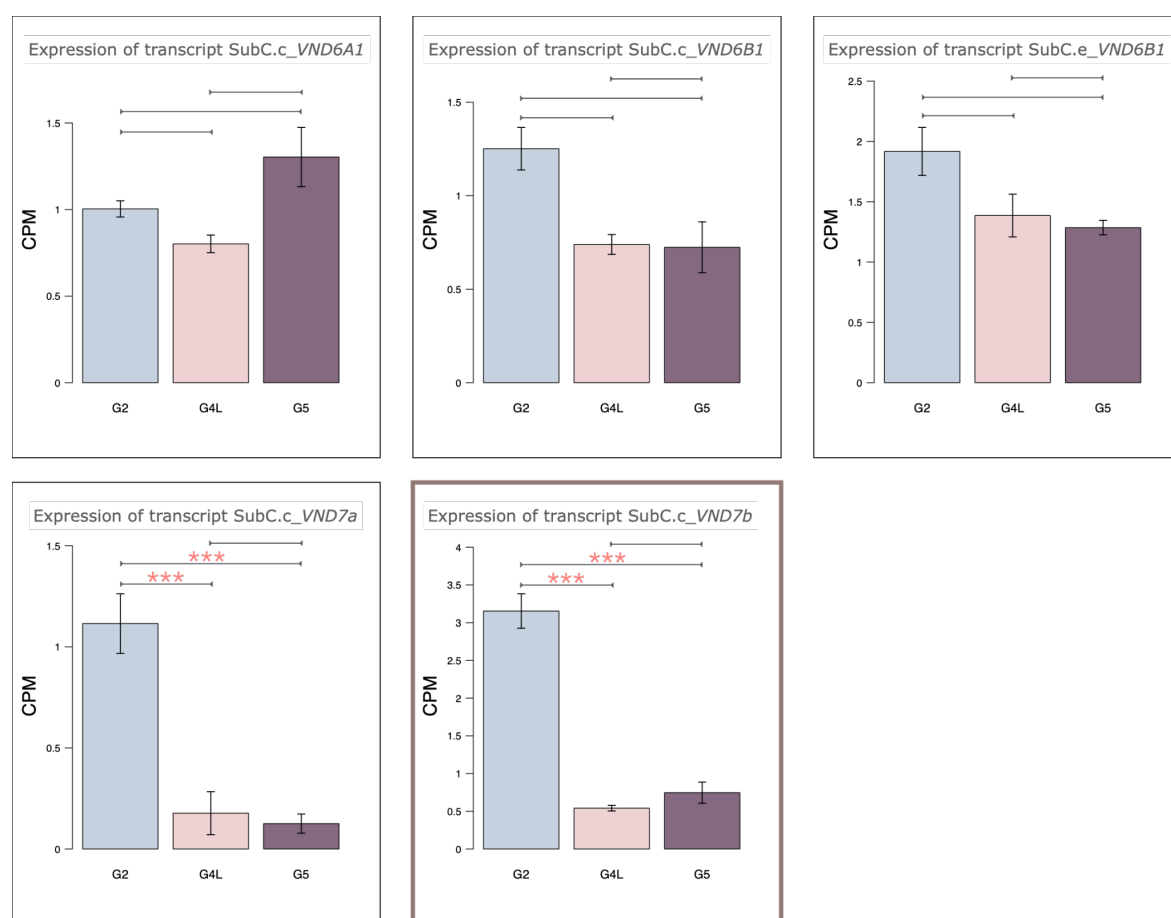 Expression of transcript SubC.c_VND6A1
CPM
1.5
1
0.5
0
G2 G4L G5
Expression of transcript SubC.c_VND6B1
CPM
1.5
1
0.5
0
G2 G4L G5
Expression of transcript SubC.e_VND6B1
CPM
2.5
2
1.5
1
0.5
0
G2 G4L G5
Expression of transcript SubC.c_VND7a
CPM
1.5
1
0.5
0
***
***
G2 G4L G5
Expression of transcript SubC.c_VND7b
CPM
4
3.5
3
2.5
2
1.5
1
0.5
0
***
***
G2 G4L G5